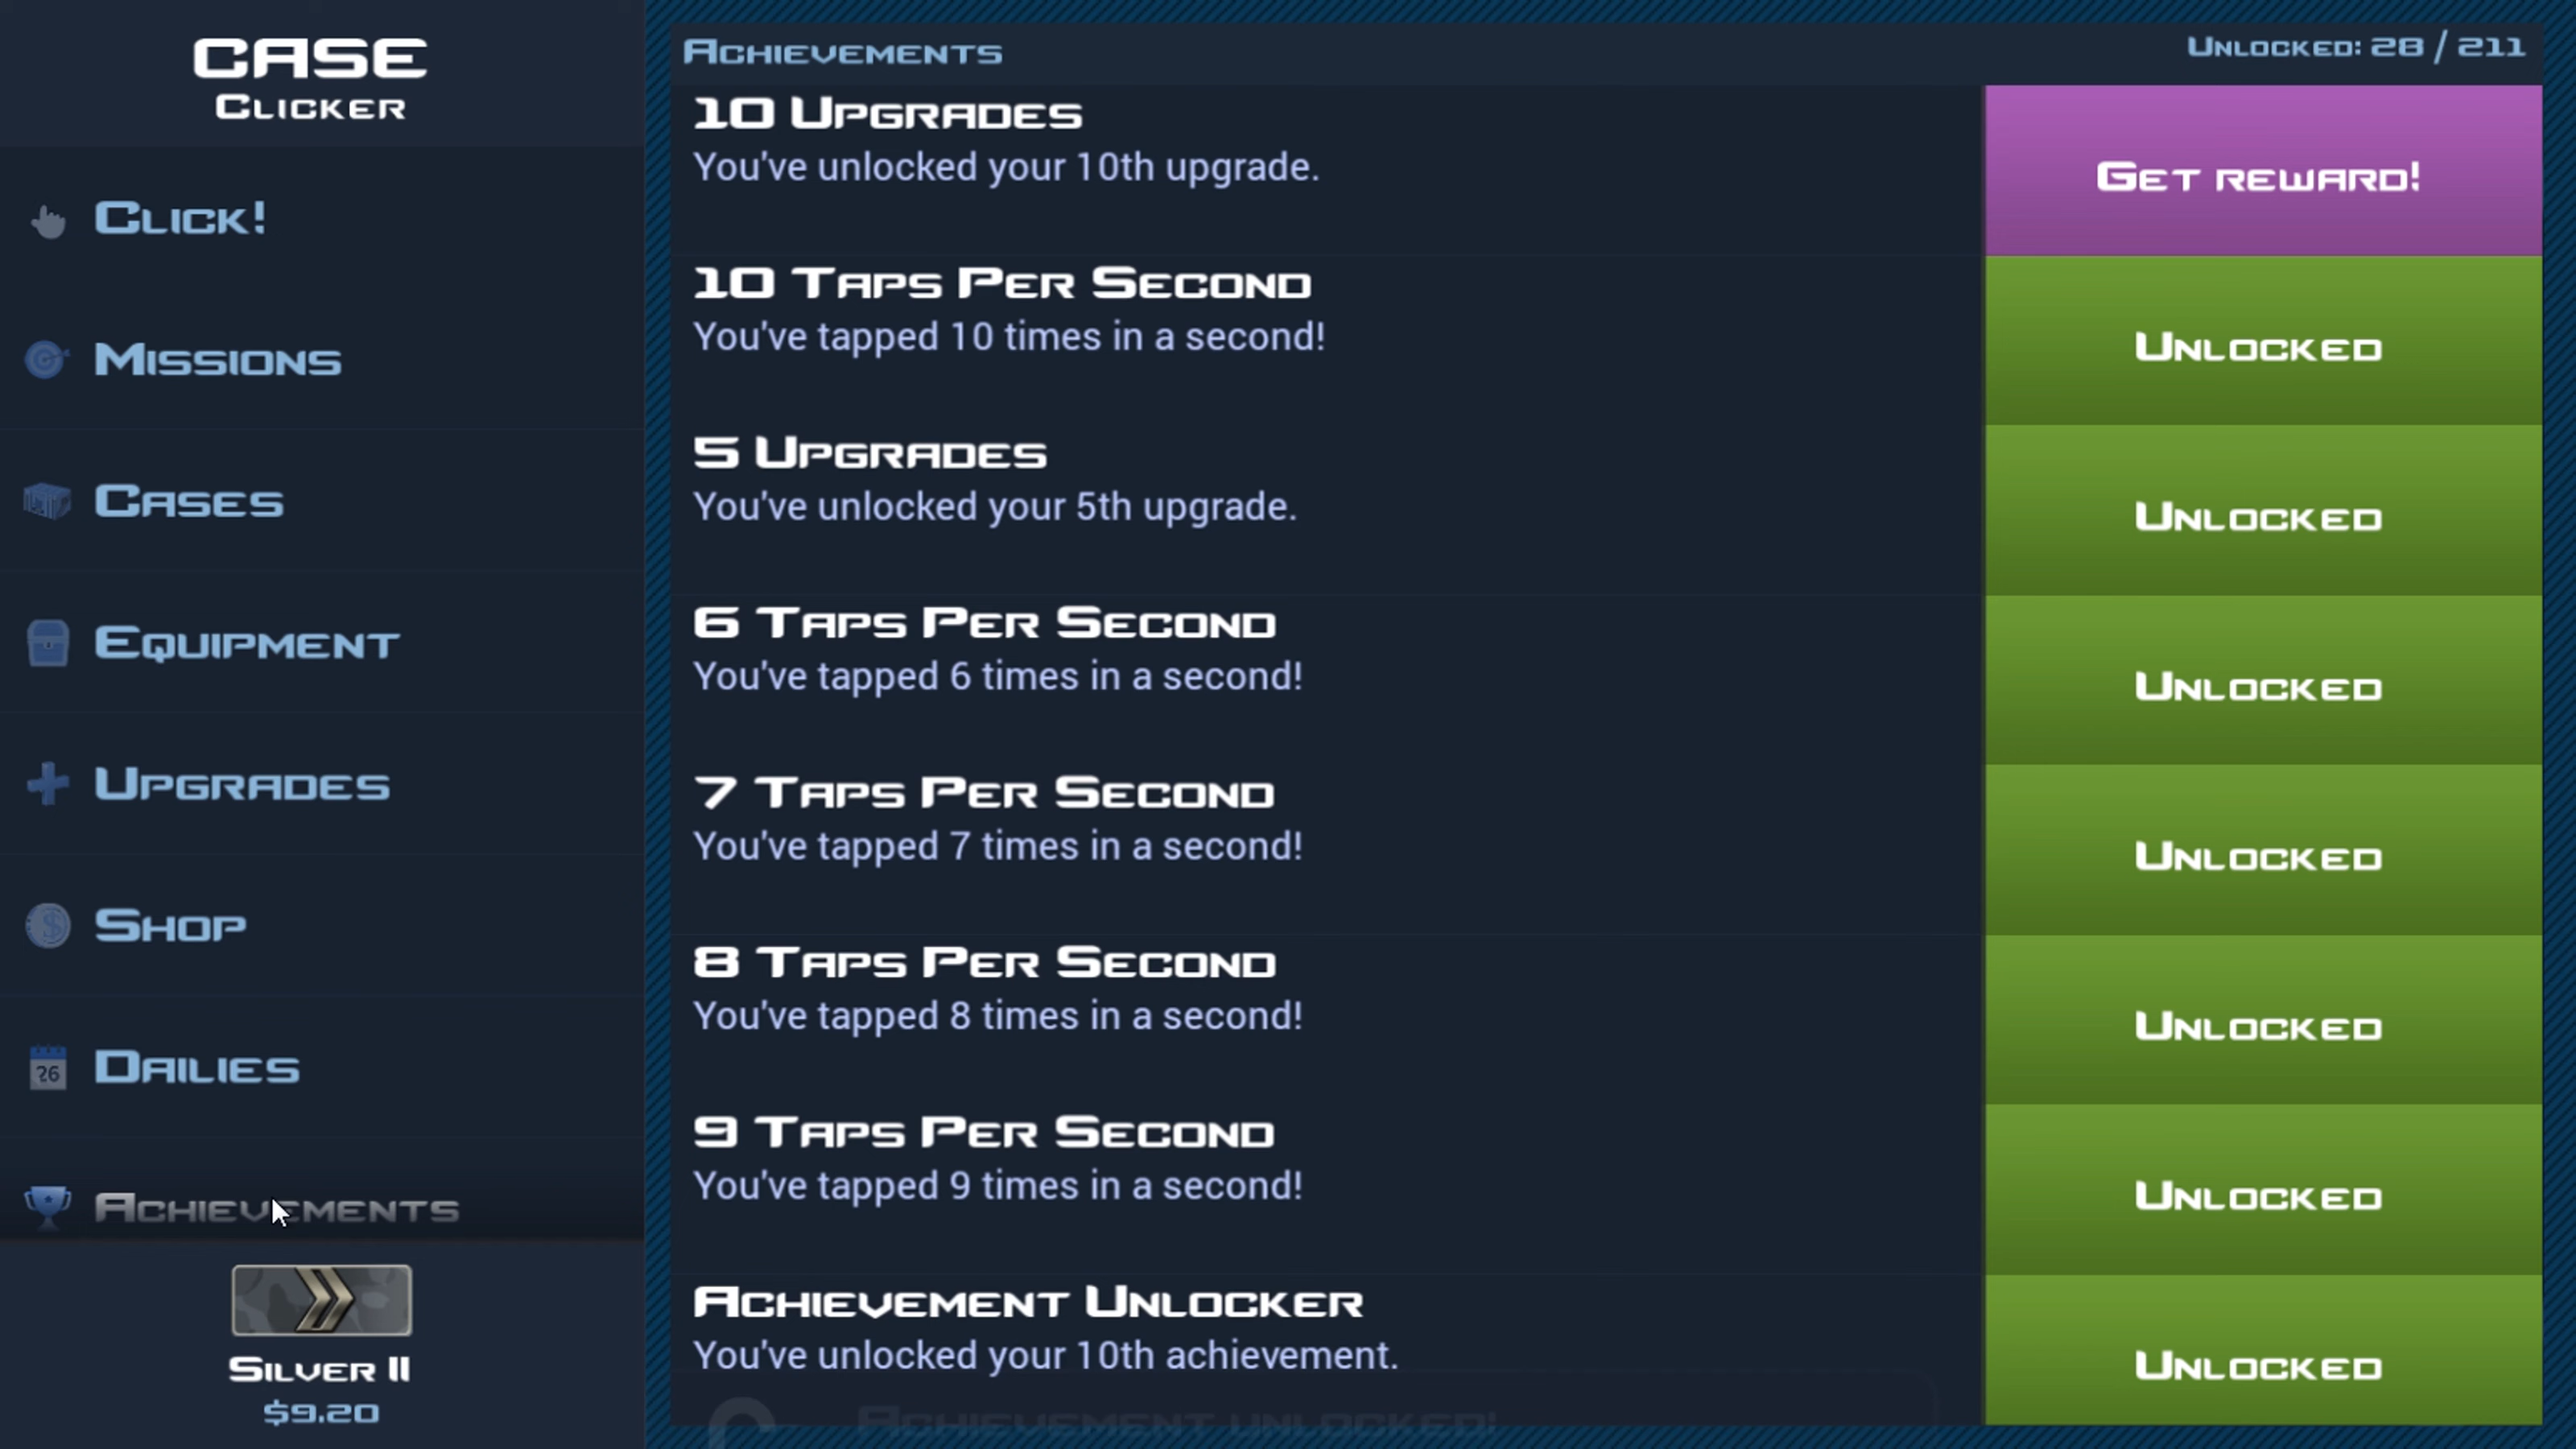 CASE
CLICKER
CLICK!
MISSIONS
CASES
EQUIPMENT
UPGRADES
SHOP
26
DAILIES
ACHIEVEMENTS
SILVER II
$9.20
ACHIEVEMENTS
UNLOCKED: 28 / 211
10 UPGRADES
You've unlocked your 10th upgrade.
GET REWARD!
10 TAPS PER SECOND
You've tapped 10 times in a second!
UNLOCKED
5 UPGRADES
You've unlocked your 5th upgrade.
UNLOCKED
6 TAPS PER SECOND
You've tapped 6 times in a second!
UNLOCKED
7 TAPS PER SECOND
You've tapped 7 times in a second!
UNLOCKED
8 TAPS PER SECOND
You've tapped 8 times in a second!
UNLOCKED
9 TAPS PER SECOND
You've tapped 9 times in a second!
UNLOCKED
ACHIEVEMENT UNLOCKER
You've unlocked your 10th achievement.
UNLOCKED
ACHIEVEMENT UNLOCKED!